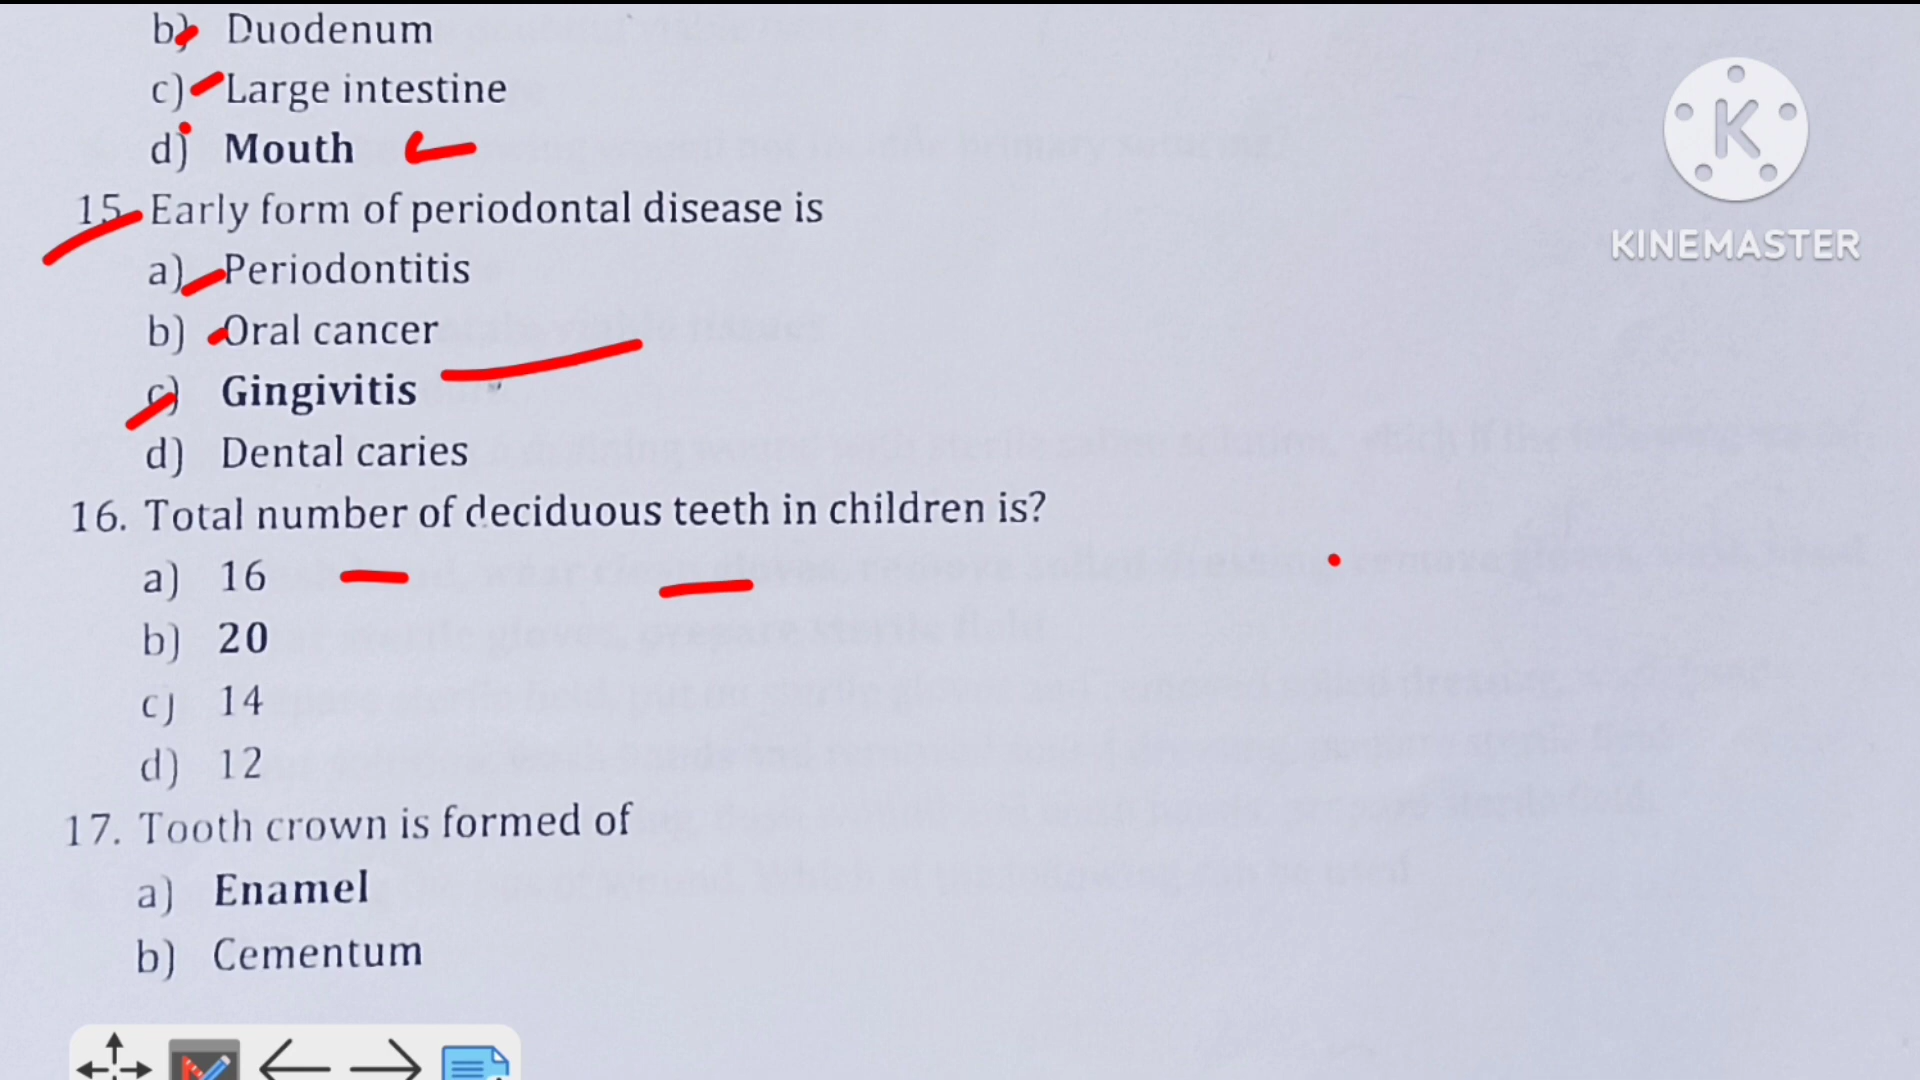 b) Duodenum
c) Large intestine
d) Mouth
15. Early form of periodontal disease is
a) Periodontitis
b) Oral cancer
c) Gingivitis
d) Dental caries
16. Total number of deciduous teeth in children is?
a) 16
b) 20
c) 14
d) 12
17. Tooth crown is formed of
a) Enamel
b) Cementum
K
KINEMASTER